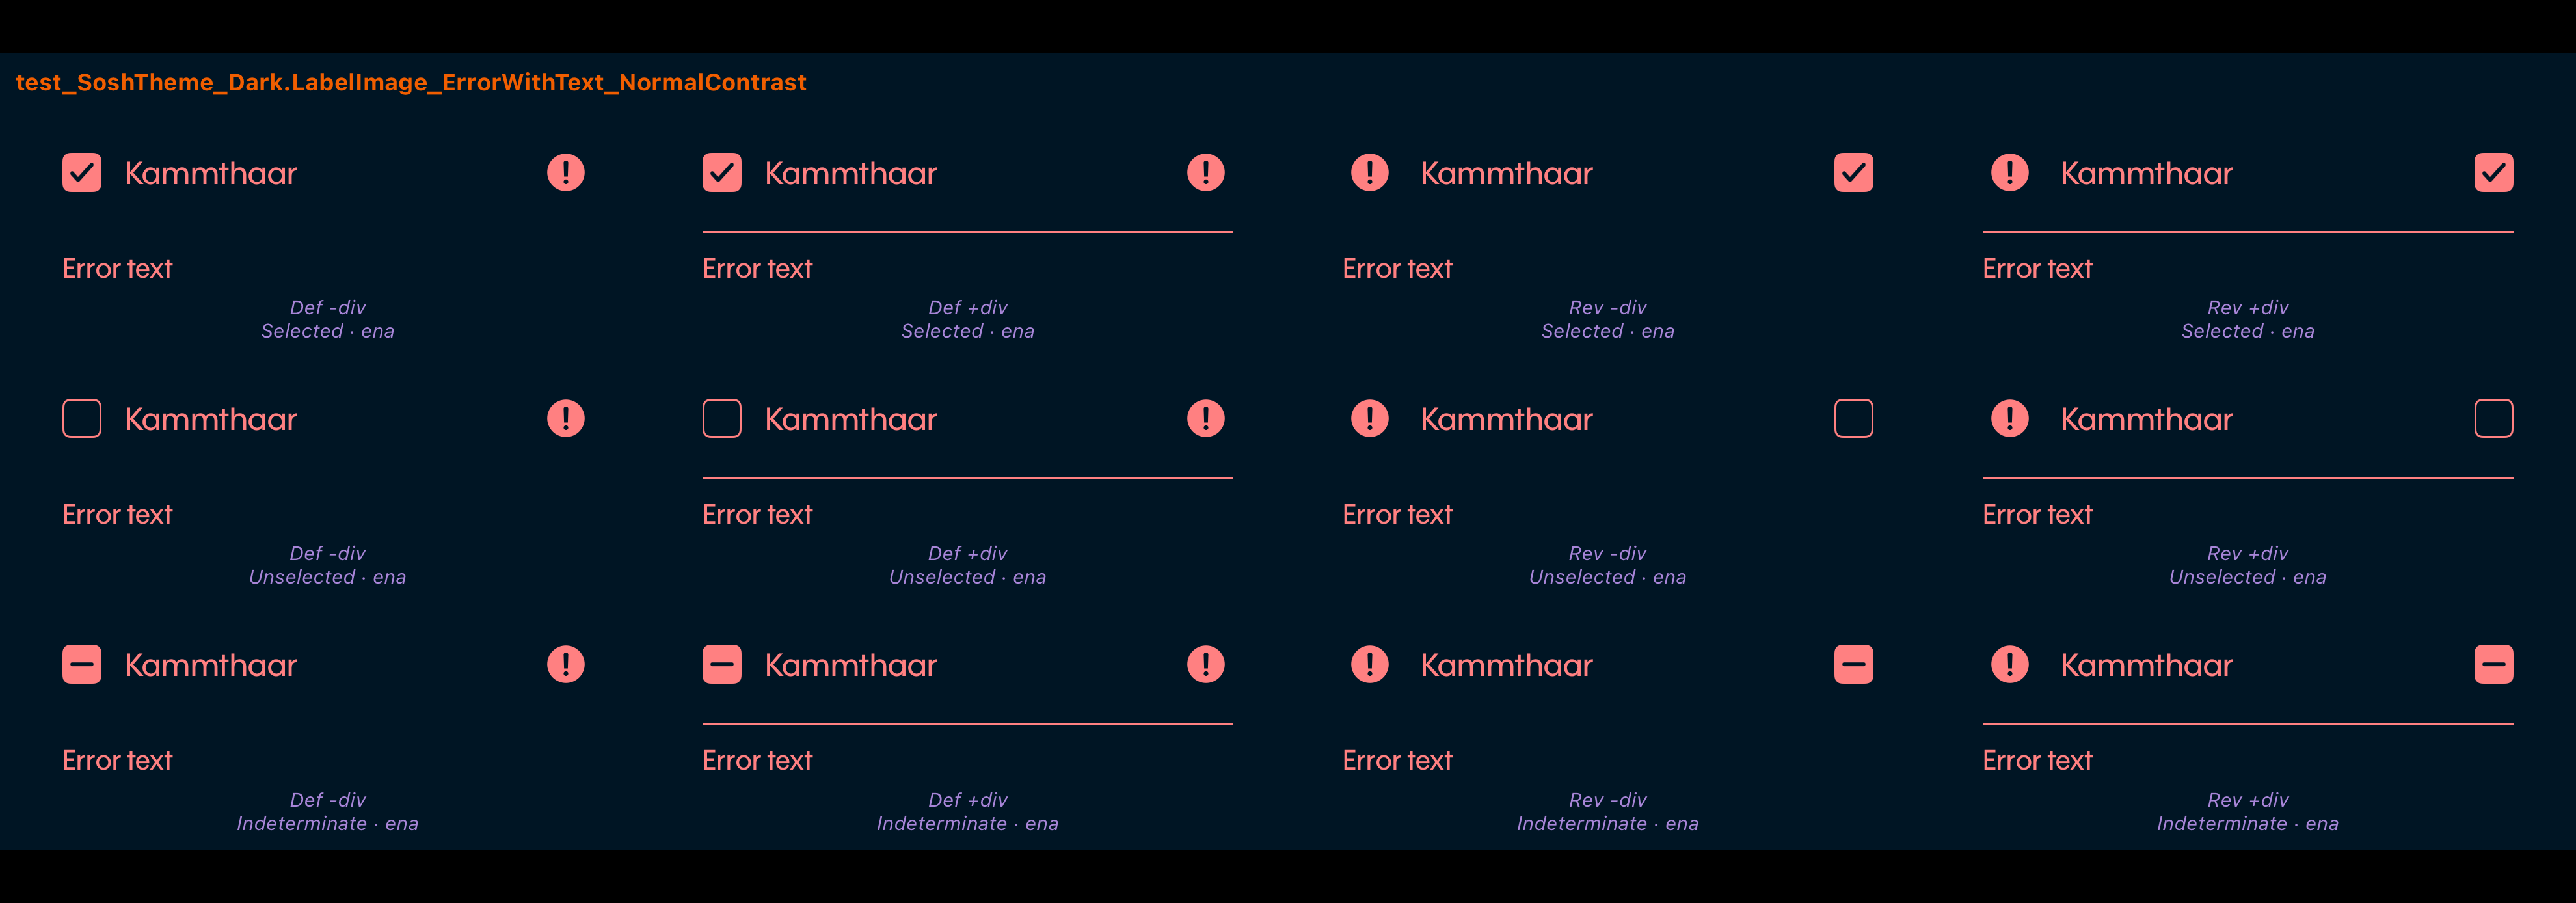 test_SoshTheme_Dark.LabelImage_ErrorWithText_NormalContrast
Kammthaar
Kammthaar
Kammthaar
Kammthaar
Error text
Error text
Error text
Error text
Def -div
Selected · ena
Def +div
Selected · ena
Rev -div
Selected · ena
Rev +div
Selected · ena
Kammthaar
Kammthaar
Kammthaar
Kammthaar
Error text
Error text
Error text
Error text
Def -div
Unselected · ena
Def +div
Unselected · ena
Rev -div
Unselected · ena
Rev +div
Unselected · ena
Kammthaar
Kammthaar
Kammthaar
Kammthaar
Error text
Error text
Error text
Error text
Def -div
Indeterminate · ena
Def +div
Indeterminate · ena
Rev -div
Indeterminate · ena
Rev +div
Indeterminate · ena